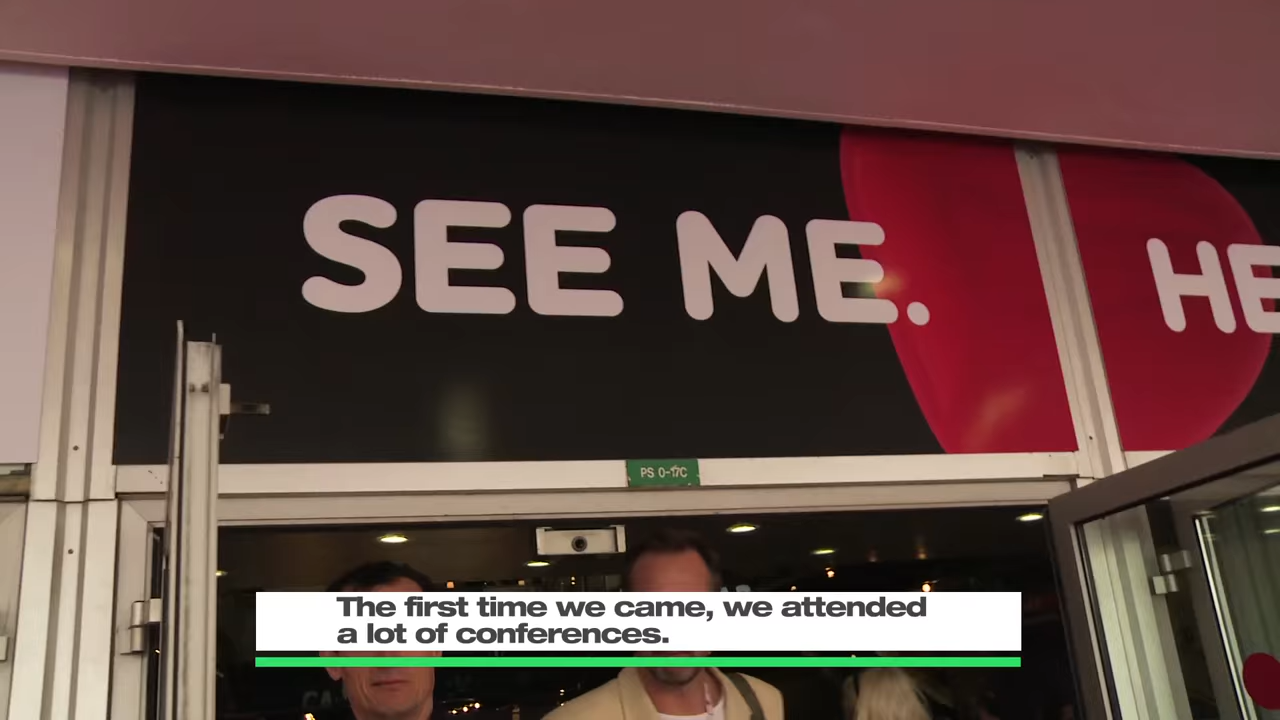 SEE ME.
HE
PS 0-17C
The first time we came, we attended
a lot of conferences.